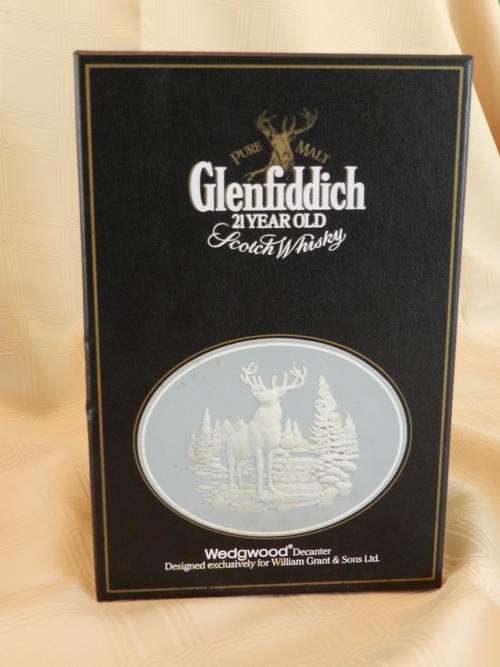 PURE MALT
Glenfiddich
21 YEAR OLD
Scotch Whisky
Wedgwood® Decanter
Designed exclusively for William Grant & Sons Ltd.